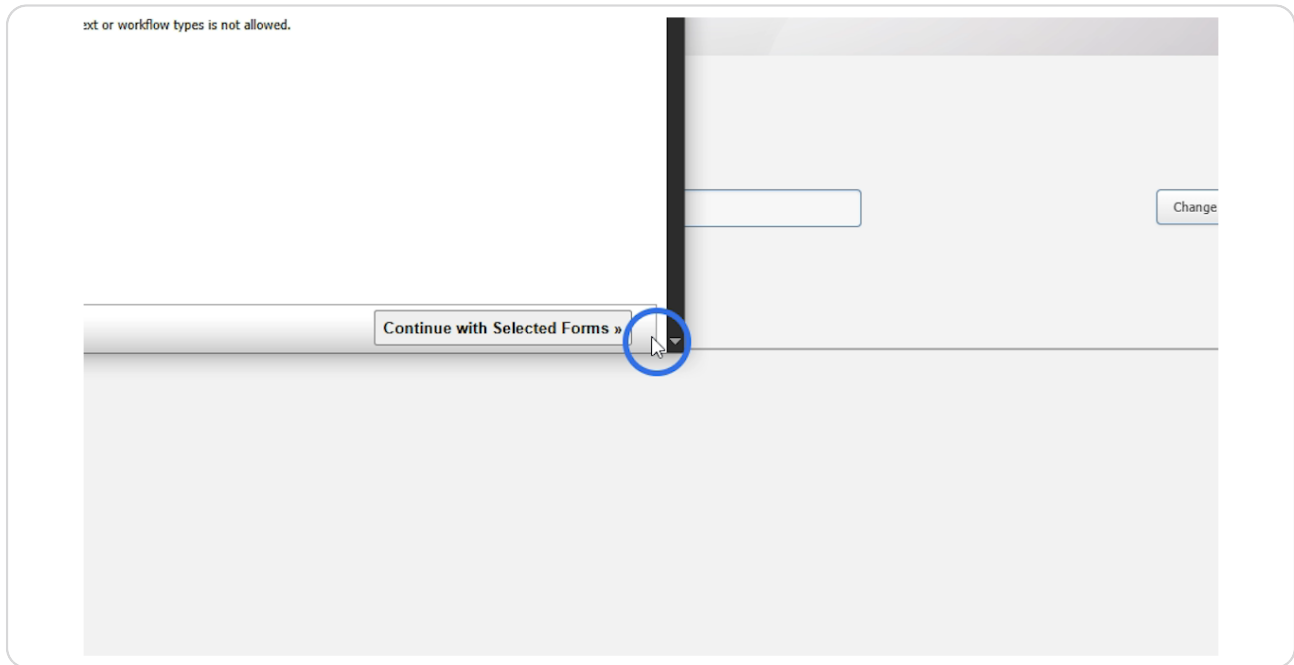 ext or workflow types is not allowed.
Change
Continue with Selected Forms »